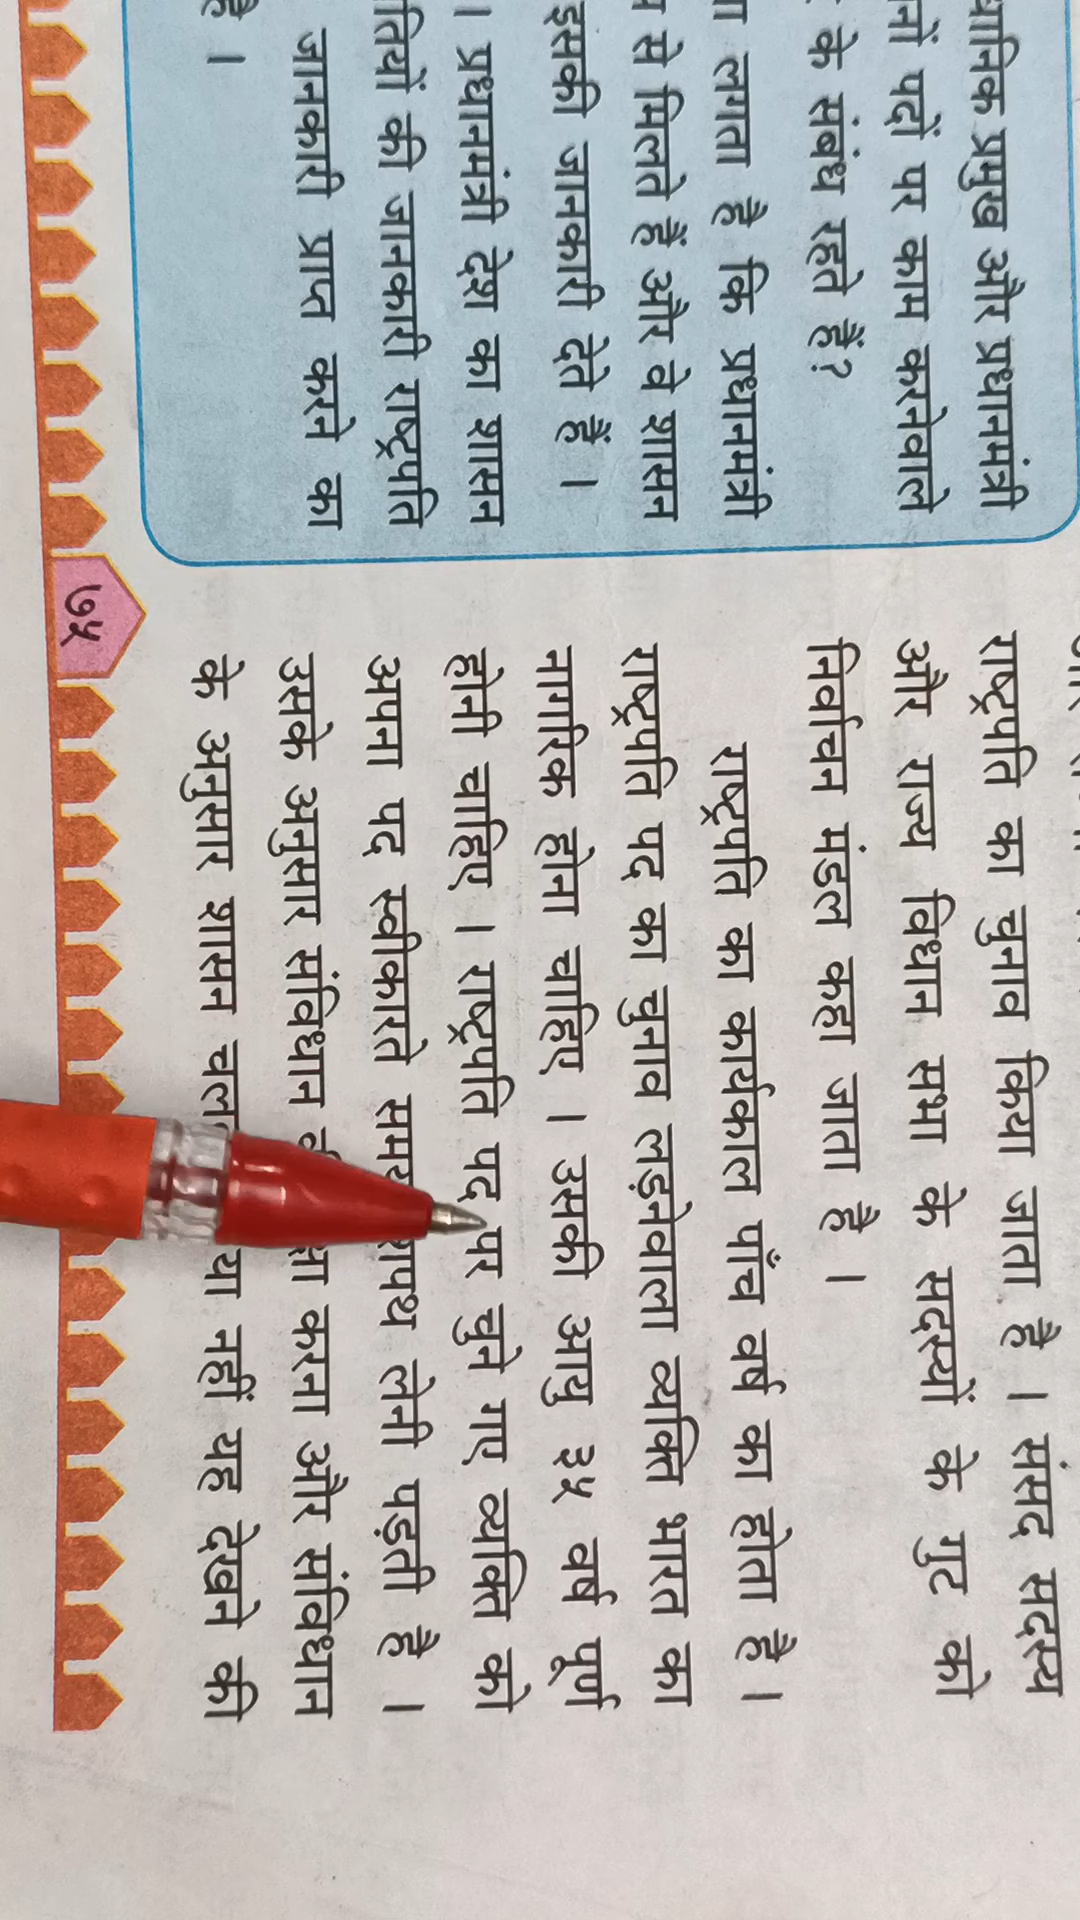 धानिक प्रमुख और प्रधानमंत्री
नों पदों पर काम करनेवाले
के संबंध रहते हैं?
लगता है कि प्रधानमंत्री
से मिलते हैं और वे शासन
इसकी जानकारी देते हैं ।
। प्रधानमंत्री देश का शासन
तियों की जानकारी राष्ट्रपति
जानकारी प्राप्त करने का
है ।
राष्ट्रपति का चुनाव किया जाता है । संसद सदस्य
और राज्य विधान सभा के सदस्यों के गुट को
निर्वाचन मंडल कहा जाता है ।
राष्ट्रपति का कार्यकाल पाँच वर्ष का होता है ।
राष्ट्रपति पद का चुनाव लड़नेवाला व्यक्ति भारत का
नागरिक होना चाहिए । उसकी आयु ३५ वर्ष पूर्ण
होनी चाहिए । राष्ट्रपति पद पर चुने गए व्यक्ति को
अपना पद स्वीकारते समय शपथ लेनी पड़ती है ।
उसके अनुसार संविधान करना और संविधान
के अनुसार शासन या नहीं यह देखने की
७५